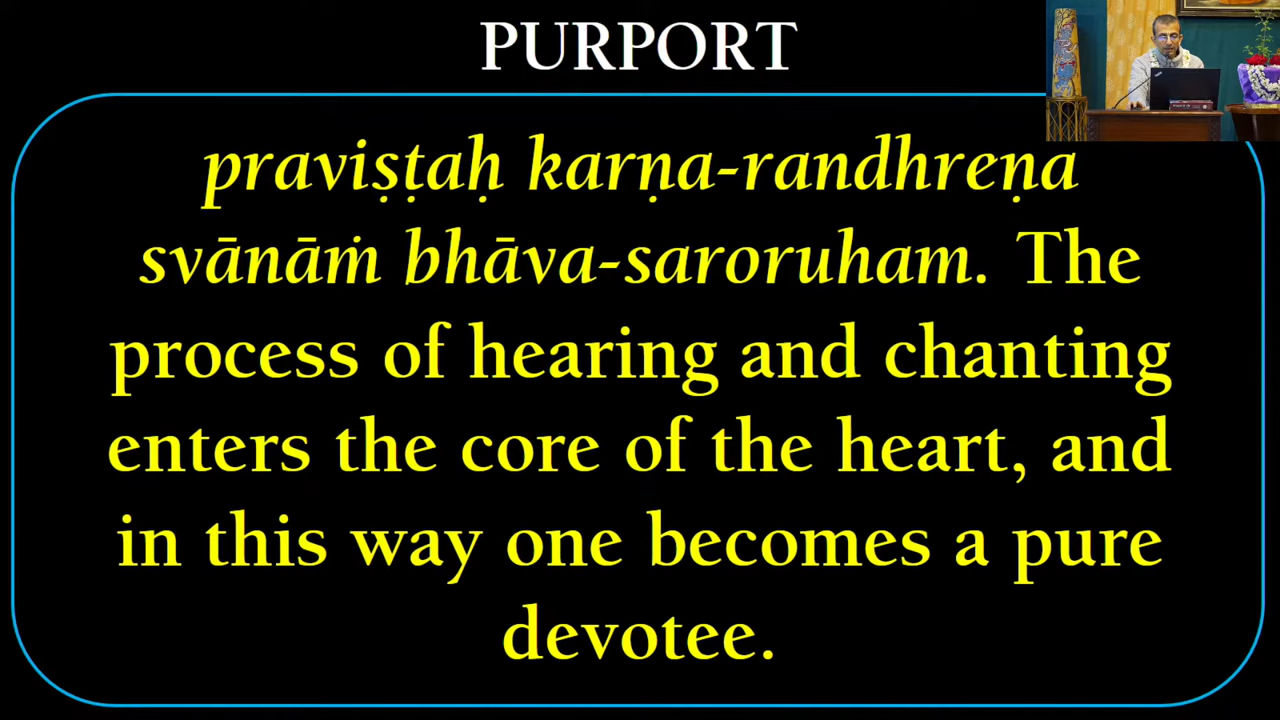 PURPORT
praviṣṭaḥ karṇa-randhreṇa
svānāṁ bhāva-saroruham. The
process of hearing and chanting
enters the core of the heart, and
in this way one becomes a pure
devotee.